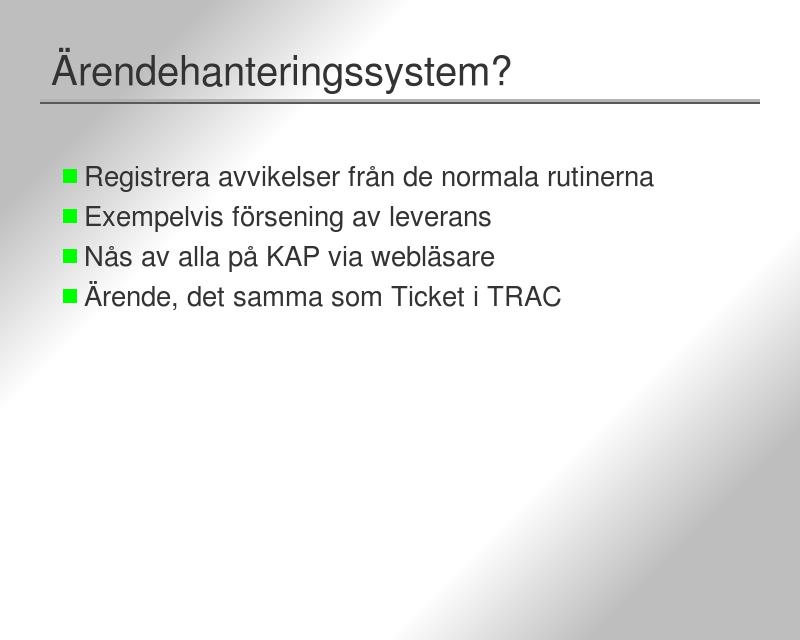 Ärendehanteringssystem?
Registrera avvikelser från de normala rutinerna
Exempelvis försening av leverans
Nås av alla på KAP via webläsare
Ärende, det samma som Ticket i TRAC